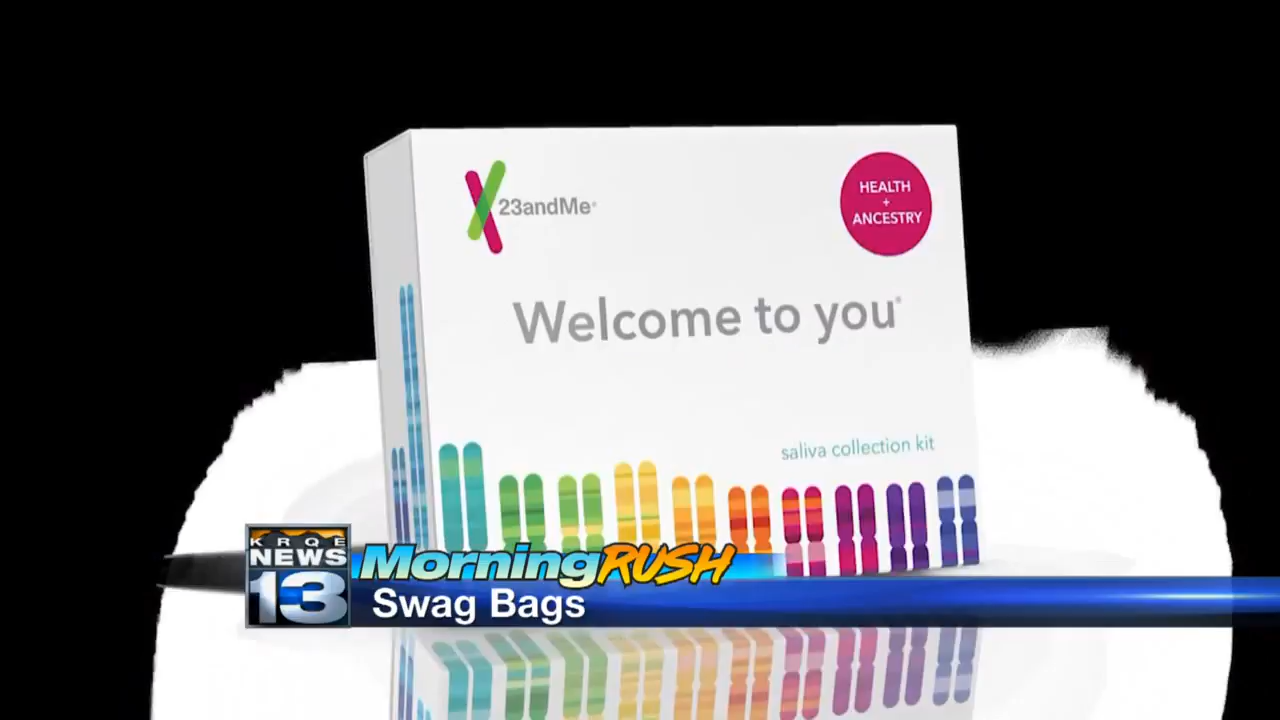 23andMe®
HEALTH
+
ANCESTRY
Welcome to you®
saliva collection kit
KRQE
NEWS
13
MorningRUSH
Swag Bags